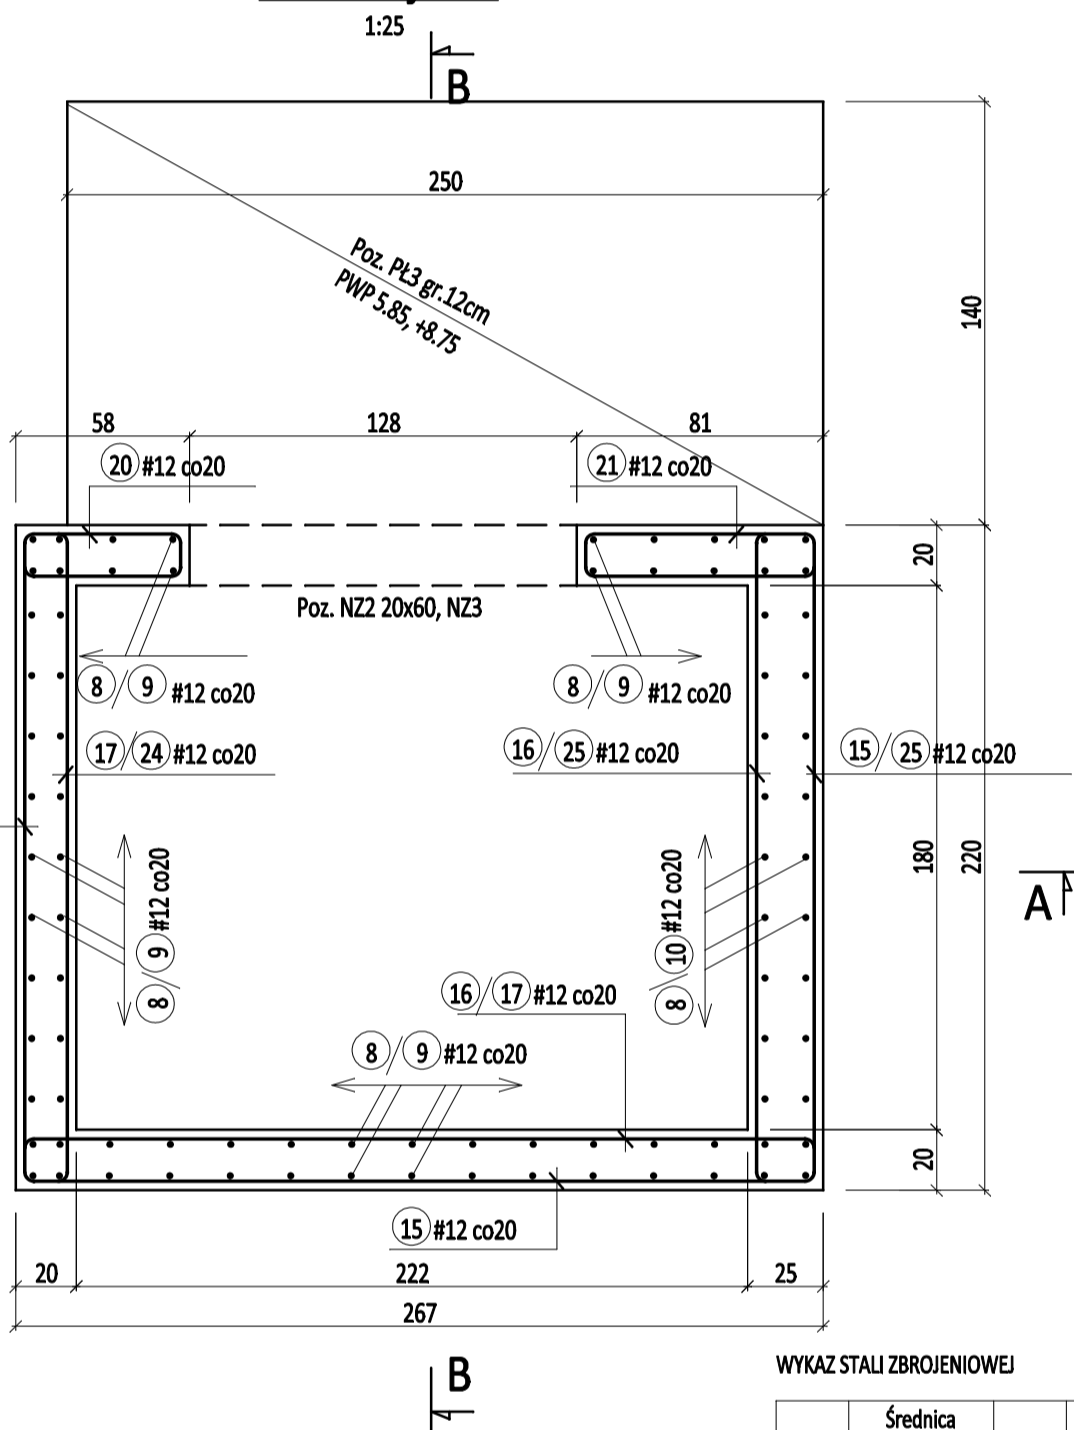 1:25
B
250
Poz. PŁ3 gr.12cm
PWP 5.85, +8.75
140
58
128
81
20 #12 co20
21 #12 co20
20
Poz. NZ2 20x60, NZ3
8 / 9 #12 co20
8 / 9 #12 co20
17 / 24 #12 co20
16 / 25 #12 co20
15 / 25 #12 co20
8 / 9 #12 co20
8 / 10 #12 co20
180
220
A
16 / 17 #12 co20
8 / 9 #12 co20
20
15 #12 co20
20
222
25
267
B
WYKAZ STALI ZBROJENIOWEJ
Średnica